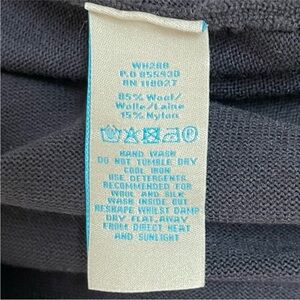 WH288
P.O 855930
RN 118027
85% Wool/
Wolle/Laine
15% Nylon
HAND WASH
DO NOT TUMBLE DRY
COOL IRON
USE DETERGENTS
RECOMMENDED FOR
WOOL AND SILK
WASH INSIDE OUT
RESHAPE WHILST DAMP
DRY FLAT, AWAY
FROM DIRECT HEAT
AND SUNLIGHT